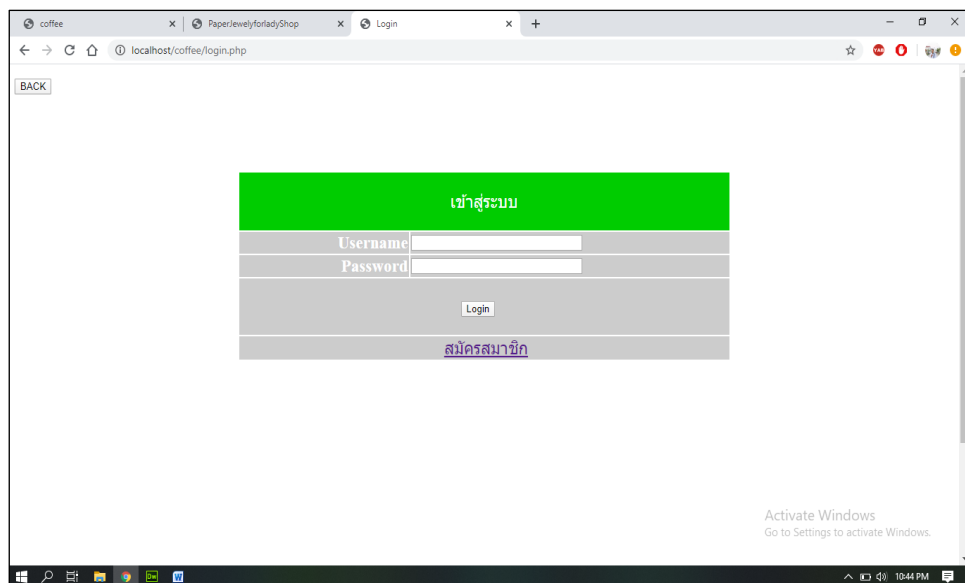 coffee
PaperJewelyforladyShop
Login
localhost/coffee/login.php
BACK
เข้าสู่ระบบ
Username
Password
Login
สมัครสมาชิก
Activate Windows
Go to Settings to activate Windows.
Dw
W
10:44 PM